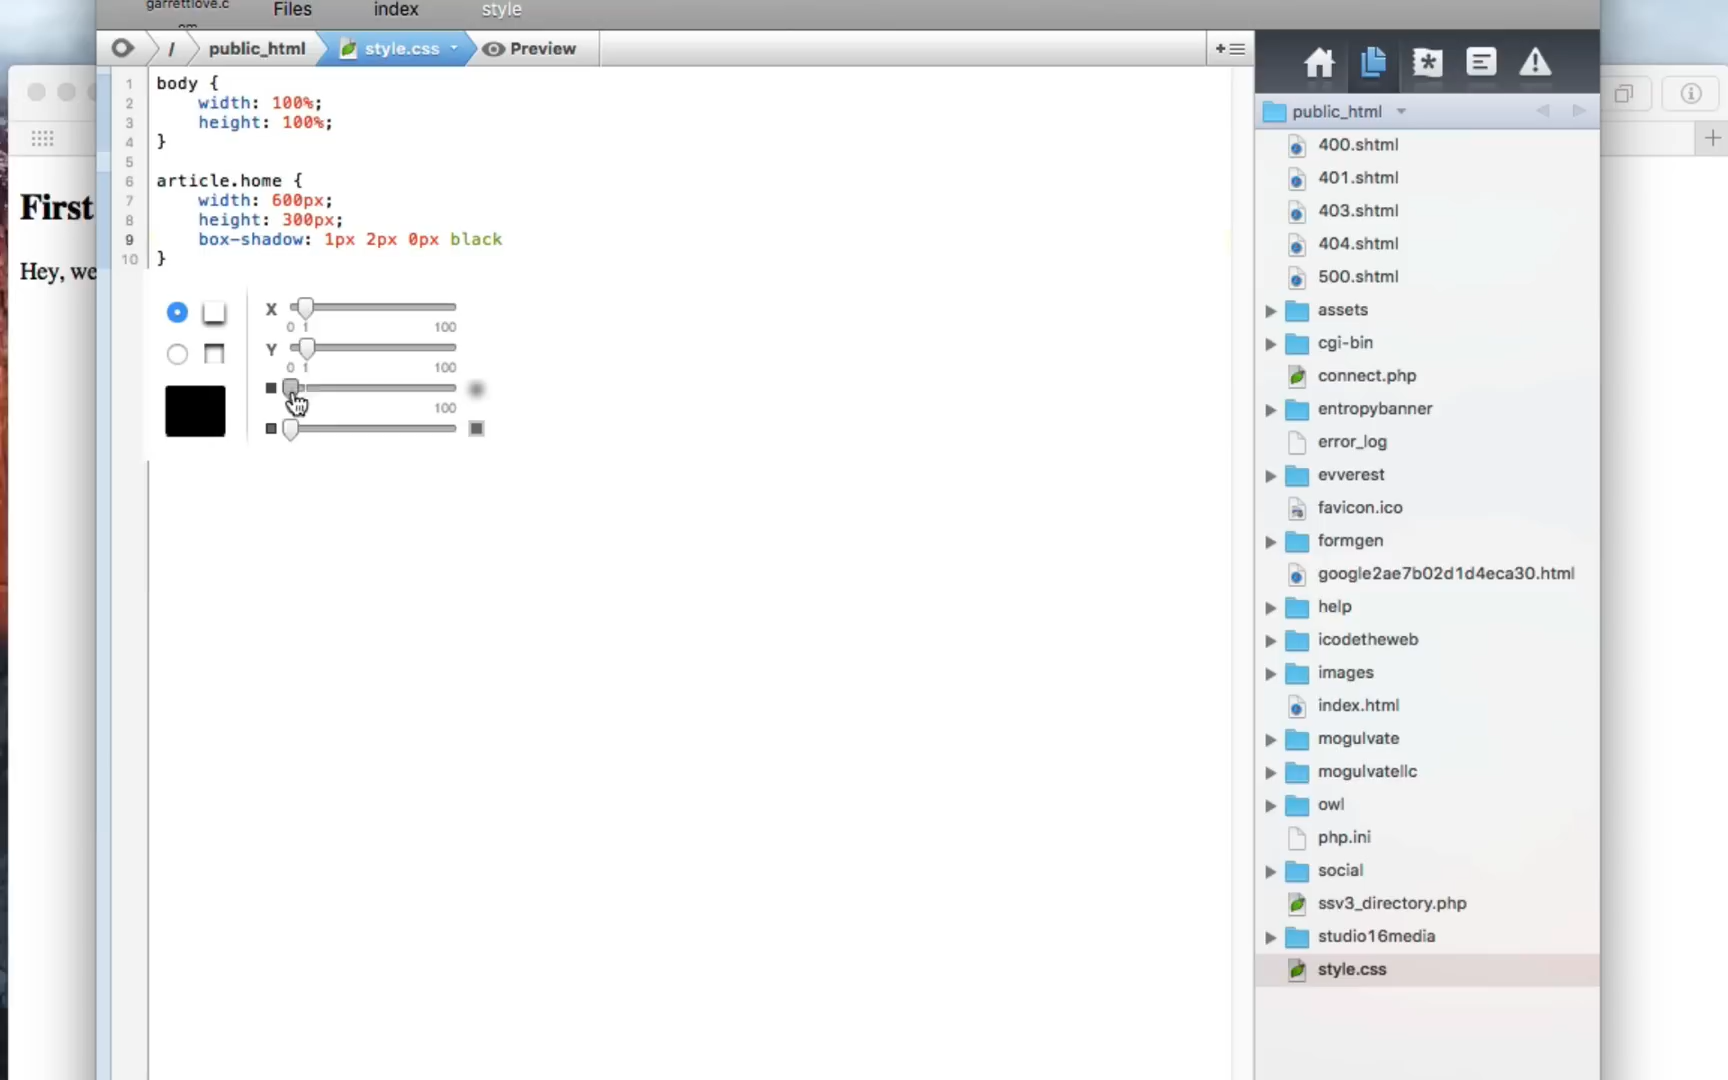 garrettlove.c
om
Files
index
style
/
public_html
style.css
Preview
First
Hey, we
1 body {
2 width: 100%;
3 height: 100%;
4 }
5
6 article.home {
7 width: 600px;
8 height: 300px;
9 box-shadow: 1px 2px 0px black
10 }
X
0 1 100
Y
0 1 100
100
public_html
400.shtml
401.shtml
403.shtml
404.shtml
500.shtml
assets
cgi-bin
connect.php
entropybanner
error_log
evverest
favicon.ico
formgen
google2ae7b02d1d4eca30.html
help
icodetheweb
images
index.html
mogulvate
mogulvatellc
owl
php.ini
social
ssv3_directory.php
studio16media
style.css